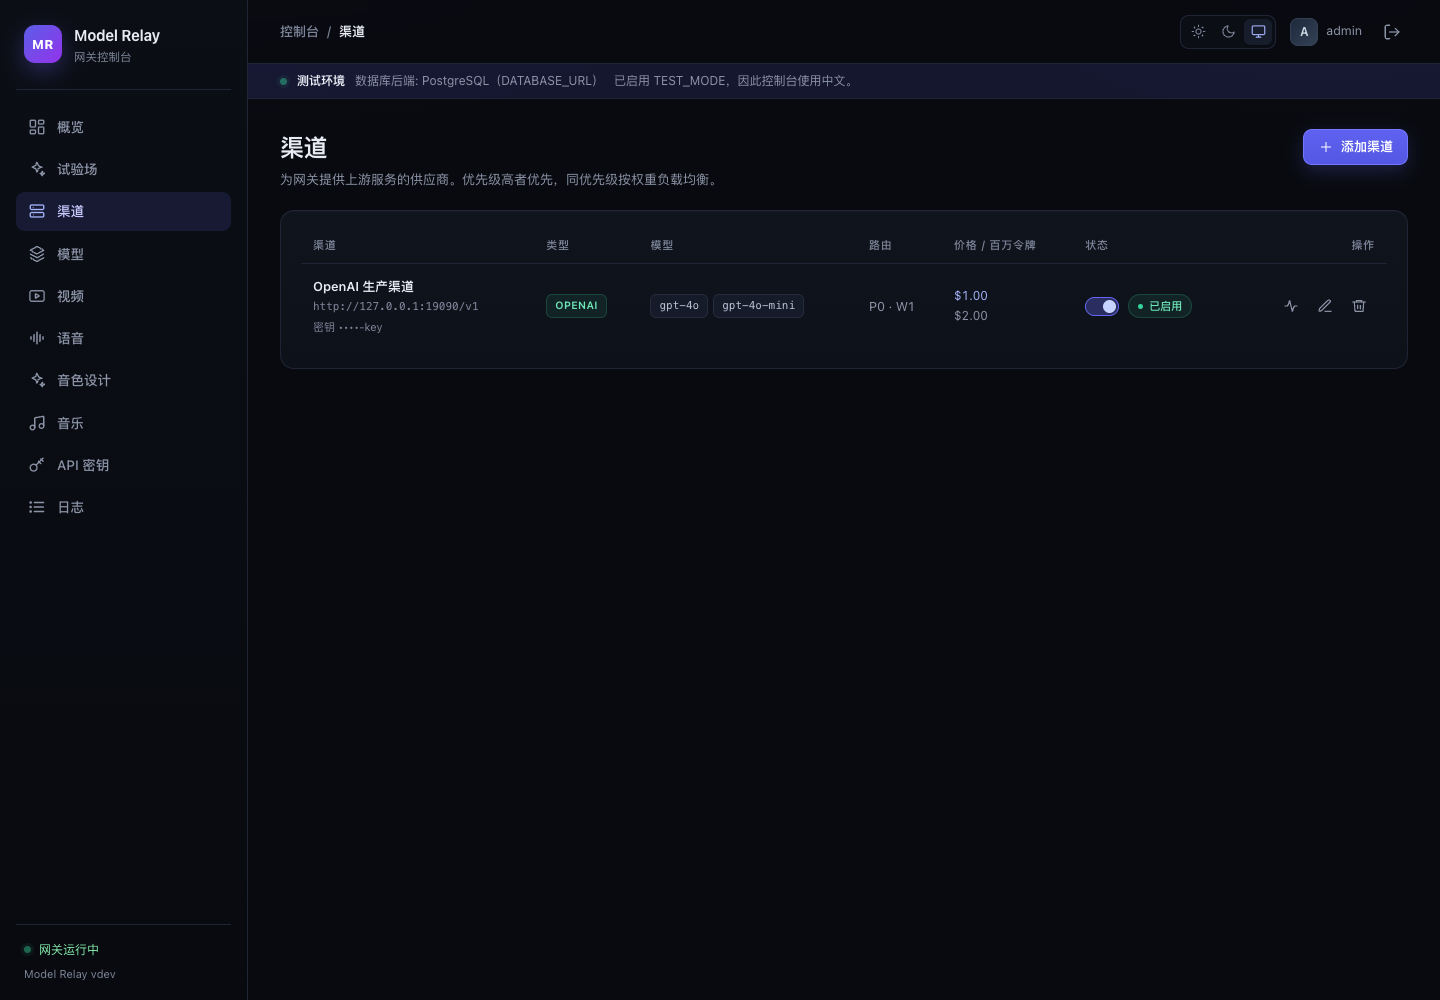 MR
Model Relay
网关控制台
概览
试验场
渠道
模型
视频
语音
音色设计
音乐
API 密钥
日志
网关运行中
Model Relay vdev
控制台 / 渠道
A admin
测试环境 数据库后端: PostgreSQL（DATABASE_URL） 已启用 TEST_MODE，因此控制台使用中文。
渠道
添加渠道
为网关提供上游服务的供应商。优先级高者优先，同优先级按权重负载均衡。
渠道 类型 模型 路由 价格 / 百万令牌 状态 操作
OpenAI 生产渠道
http://127.0.0.1:19090/v1
密钥 ••••-key
OPENAI
gpt-4o gpt-4o-mini
P0 · W1
$1.00
$2.00
已启用